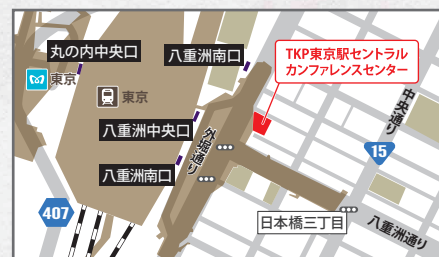 丸の内中央口
八重洲南口
TKP東京駅セントラル
カンファレンスセンター
東京
東京
中央通り
八重洲中央口
外堀通り
15
八重洲南口
407
日本橋三丁目
八重洲通り